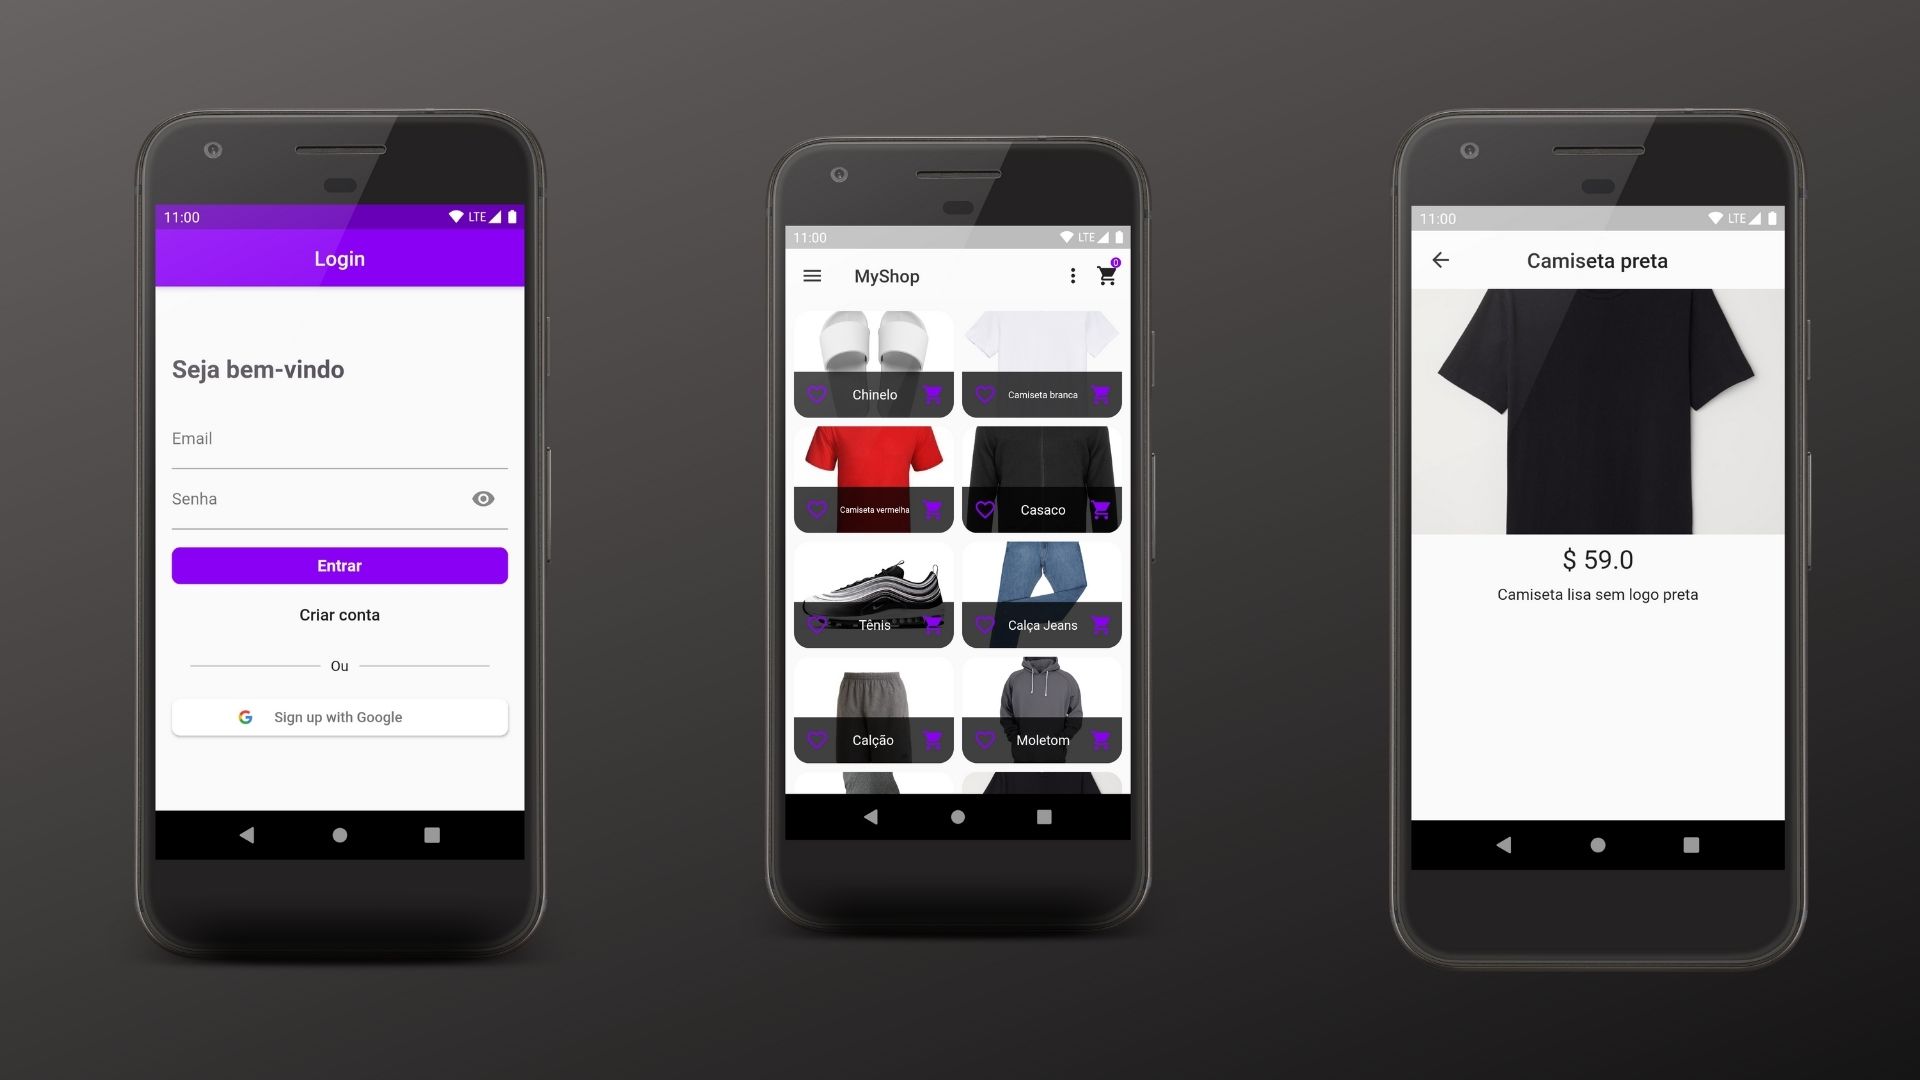 11:00 LTE
Login
Seja bem-vindo
Email
Senha
Entrar
Criar conta
Ou
G Sign up with Google
11:00 LTE
MyShop 0
Chinelo
Camiseta branca
Camiseta vermelha
Casaco
Tênis
Calça Jeans
Calção
Moletom
11:00 LTE
Camiseta preta
$ 59.0
Camiseta lisa sem logo preta